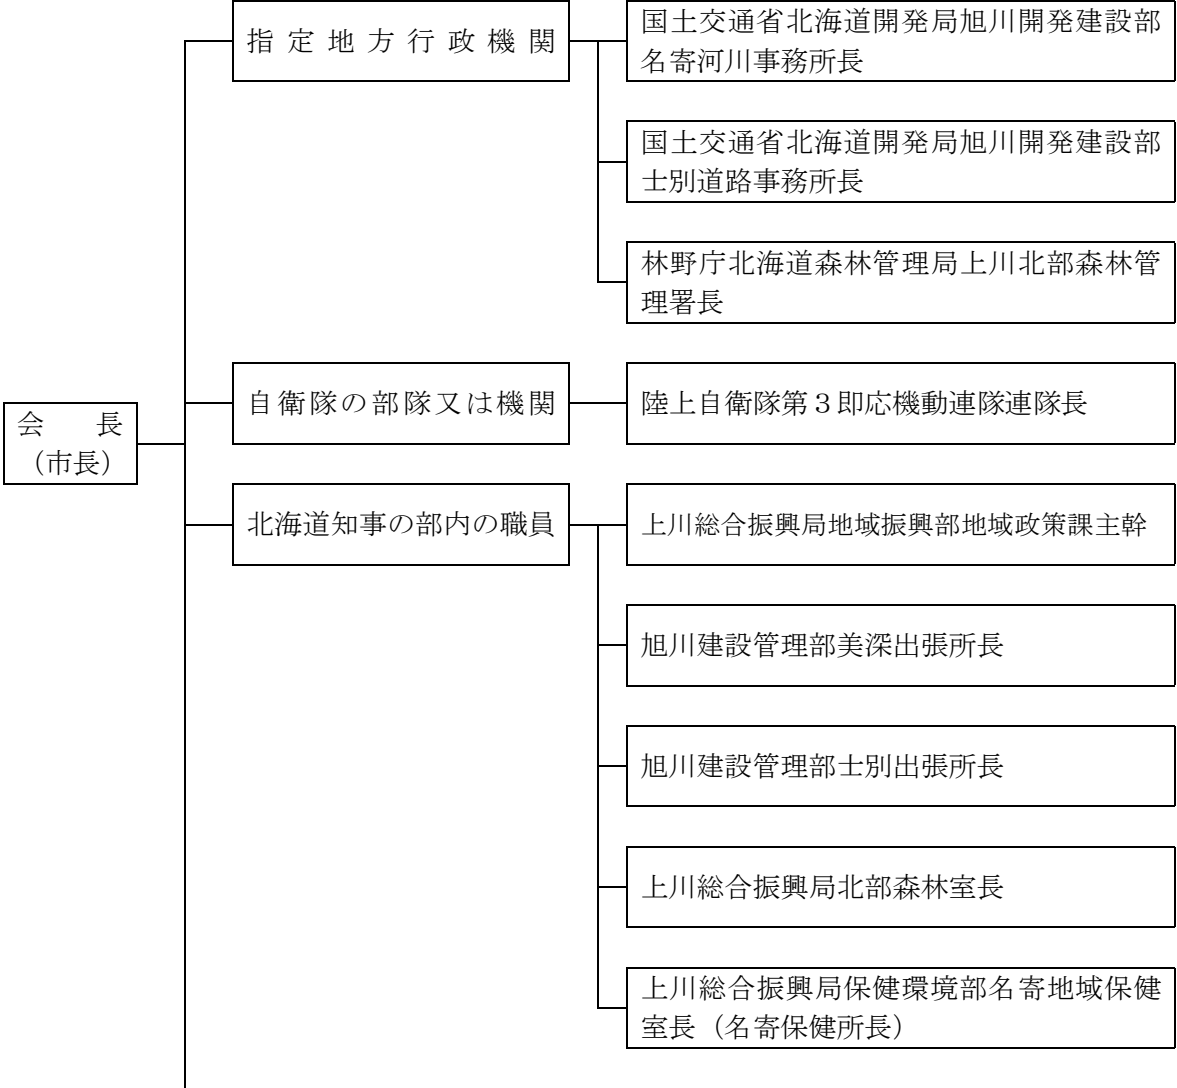 会長
（市長）
指定地方行政機関
国土交通省北海道開発局旭川開発建設部
名寄河川事務所長
国土交通省北海道開発局旭川開発建設部
士別道路事務所長
林野庁北海道森林管理局上川北部森林管
理署長
自衛隊の部隊又は機関
陸上自衛隊第３即応機動連隊連隊長
北海道知事の部内の職員
上川総合振興局地域振興部地域政策課主幹
旭川建設管理部美深出張所長
旭川建設管理部士別出張所長
上川総合振興局北部森林室長
上川総合振興局保健環境部名寄地域保健
室長（名寄保健所長）